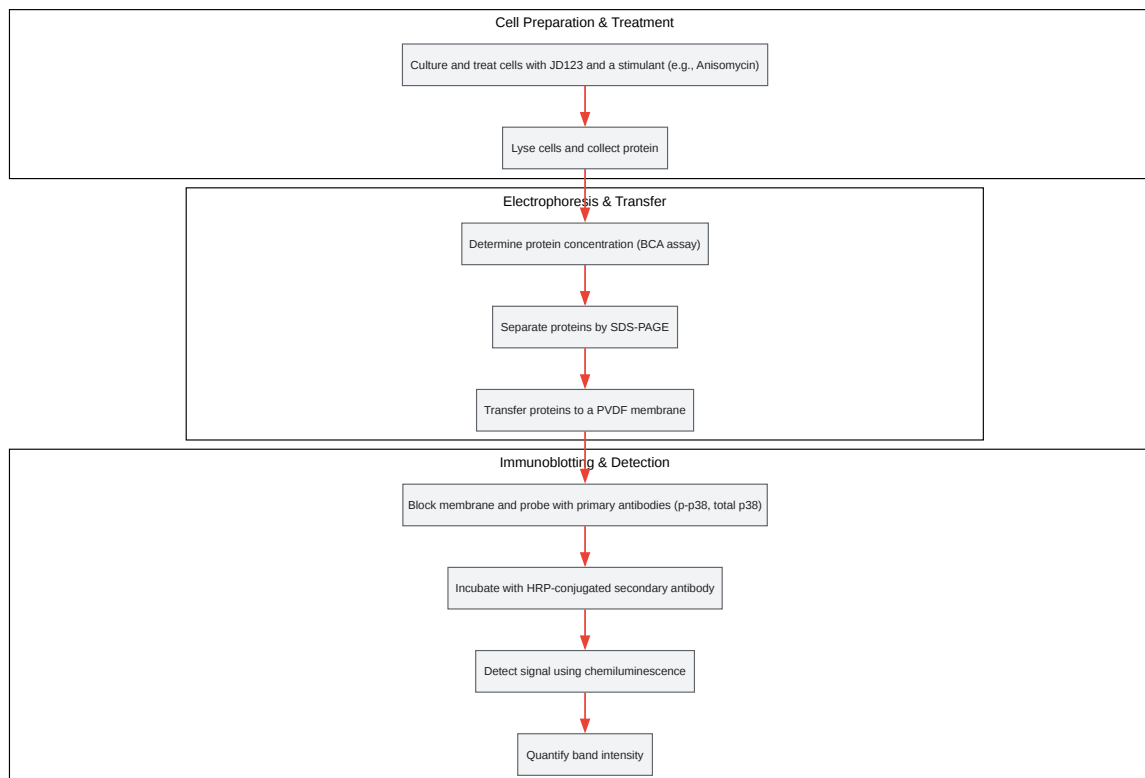 Cell Preparation & Treatment
Culture and treat cells with JD123 and a stimulant (e.g., Anisomycin)
Lyse cells and collect protein
Electrophoresis & Transfer
Determine protein concentration (BCA assay)
Separate proteins by SDS-PAGE
Transfer proteins to a PVDF membrane
Immunoblotting & Detection
Block membrane and probe with primary antibodies (p-p38, total p38)
Incubate with HRP-conjugated secondary antibody
Detect signal using chemiluminescence
Quantify band intensity